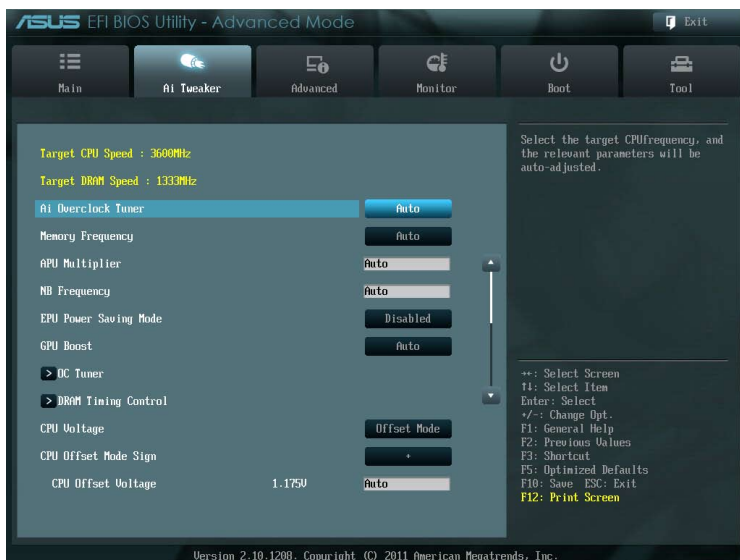 ASUS EFI BIOS Utility - Advanced Mode
Exit
Main
Ai Tweaker
Advanced
Monitor
Boot
Tool
Target CPU Speed : 3600MHz
Target DRAM Speed : 1333MHz
Ai Overclock Tuner Auto
Memory Frequency Auto
APU Multiplier Auto
NB Frequency Auto
EPU Power Saving Mode Disabled
GPU Boost Auto
> OC Tuner
> DRAM Timing Control
CPU Voltage Offset Mode
CPU Offset Mode Sign +
CPU Offset Voltage 1.175V Auto
Select the target CPUfrequency, and
the relevant parameters will be
auto-adjusted.
→←: Select Screen
↑↓: Select Item
Enter: Select
+/-: Change Opt.
F1: General Help
F2: Previous Values
F3: Shortcut
F5: Optimized Defaults
F10: Save ESC: Exit
F12: Print Screen
Version 2.10.1208. Copyright (C) 2011 American Megatrends, Inc.